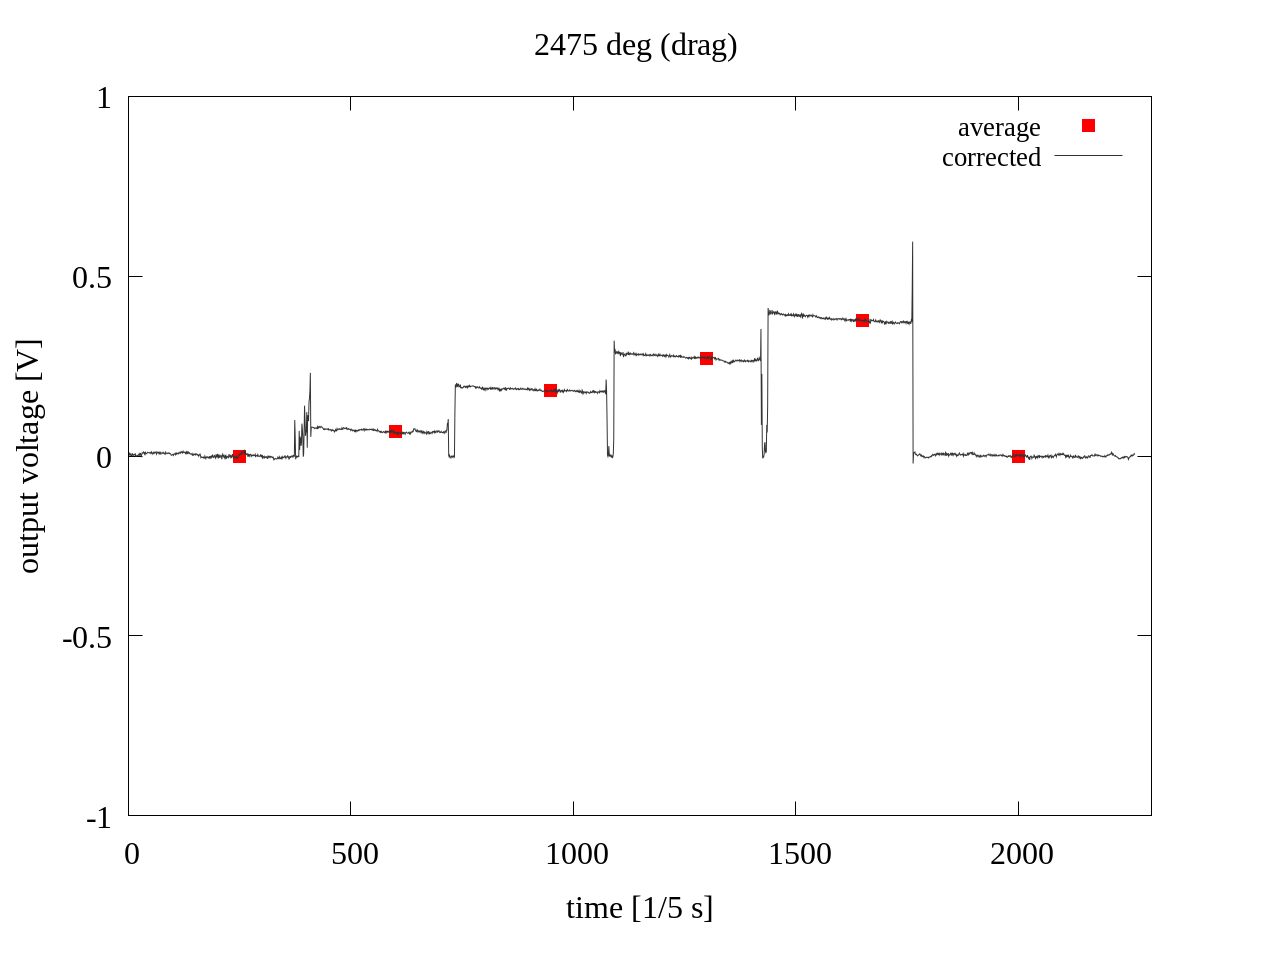 2475 deg (drag)
average
corrected
1
0.5
0
-0.5
-1
output voltage [V]
0 500 1000 1500 2000
time [1/5 s]